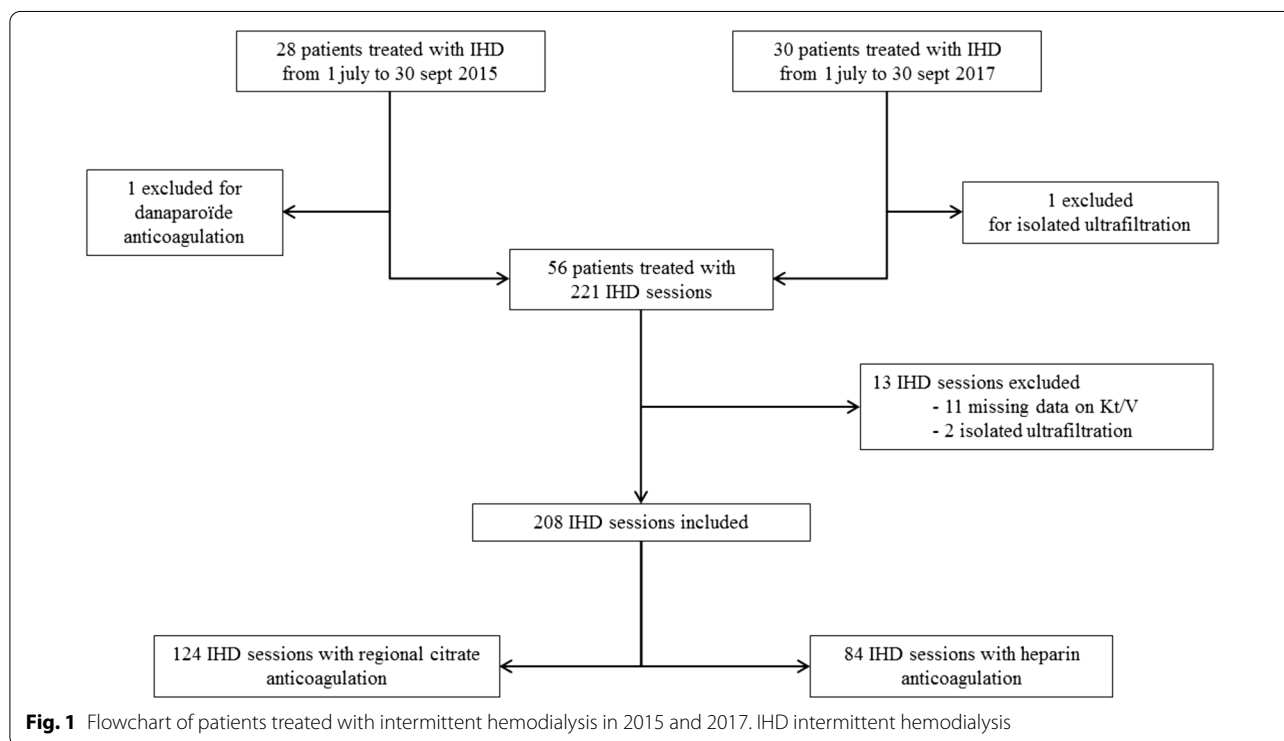 28 patients treated with IHD
from 1 july to 30 sept 2015
30 patients treated with IHD
from 1 july to 30 sept 2017
1 excluded for
danaparoïde
anticoagulation
1 excluded
for isolated ultrafiltration
56 patients treated with
221 IHD sessions
13 IHD sessions excluded
- 11 missing data on Kt/V
- 2 isolated ultrafiltration
208 IHD sessions included
124 IHD sessions with regional citrate
anticoagulation
84 IHD sessions with heparin
anticoagulation
Fig. 1 Flowchart of patients treated with intermittent hemodialysis in 2015 and 2017. IHD intermittent hemodialysis